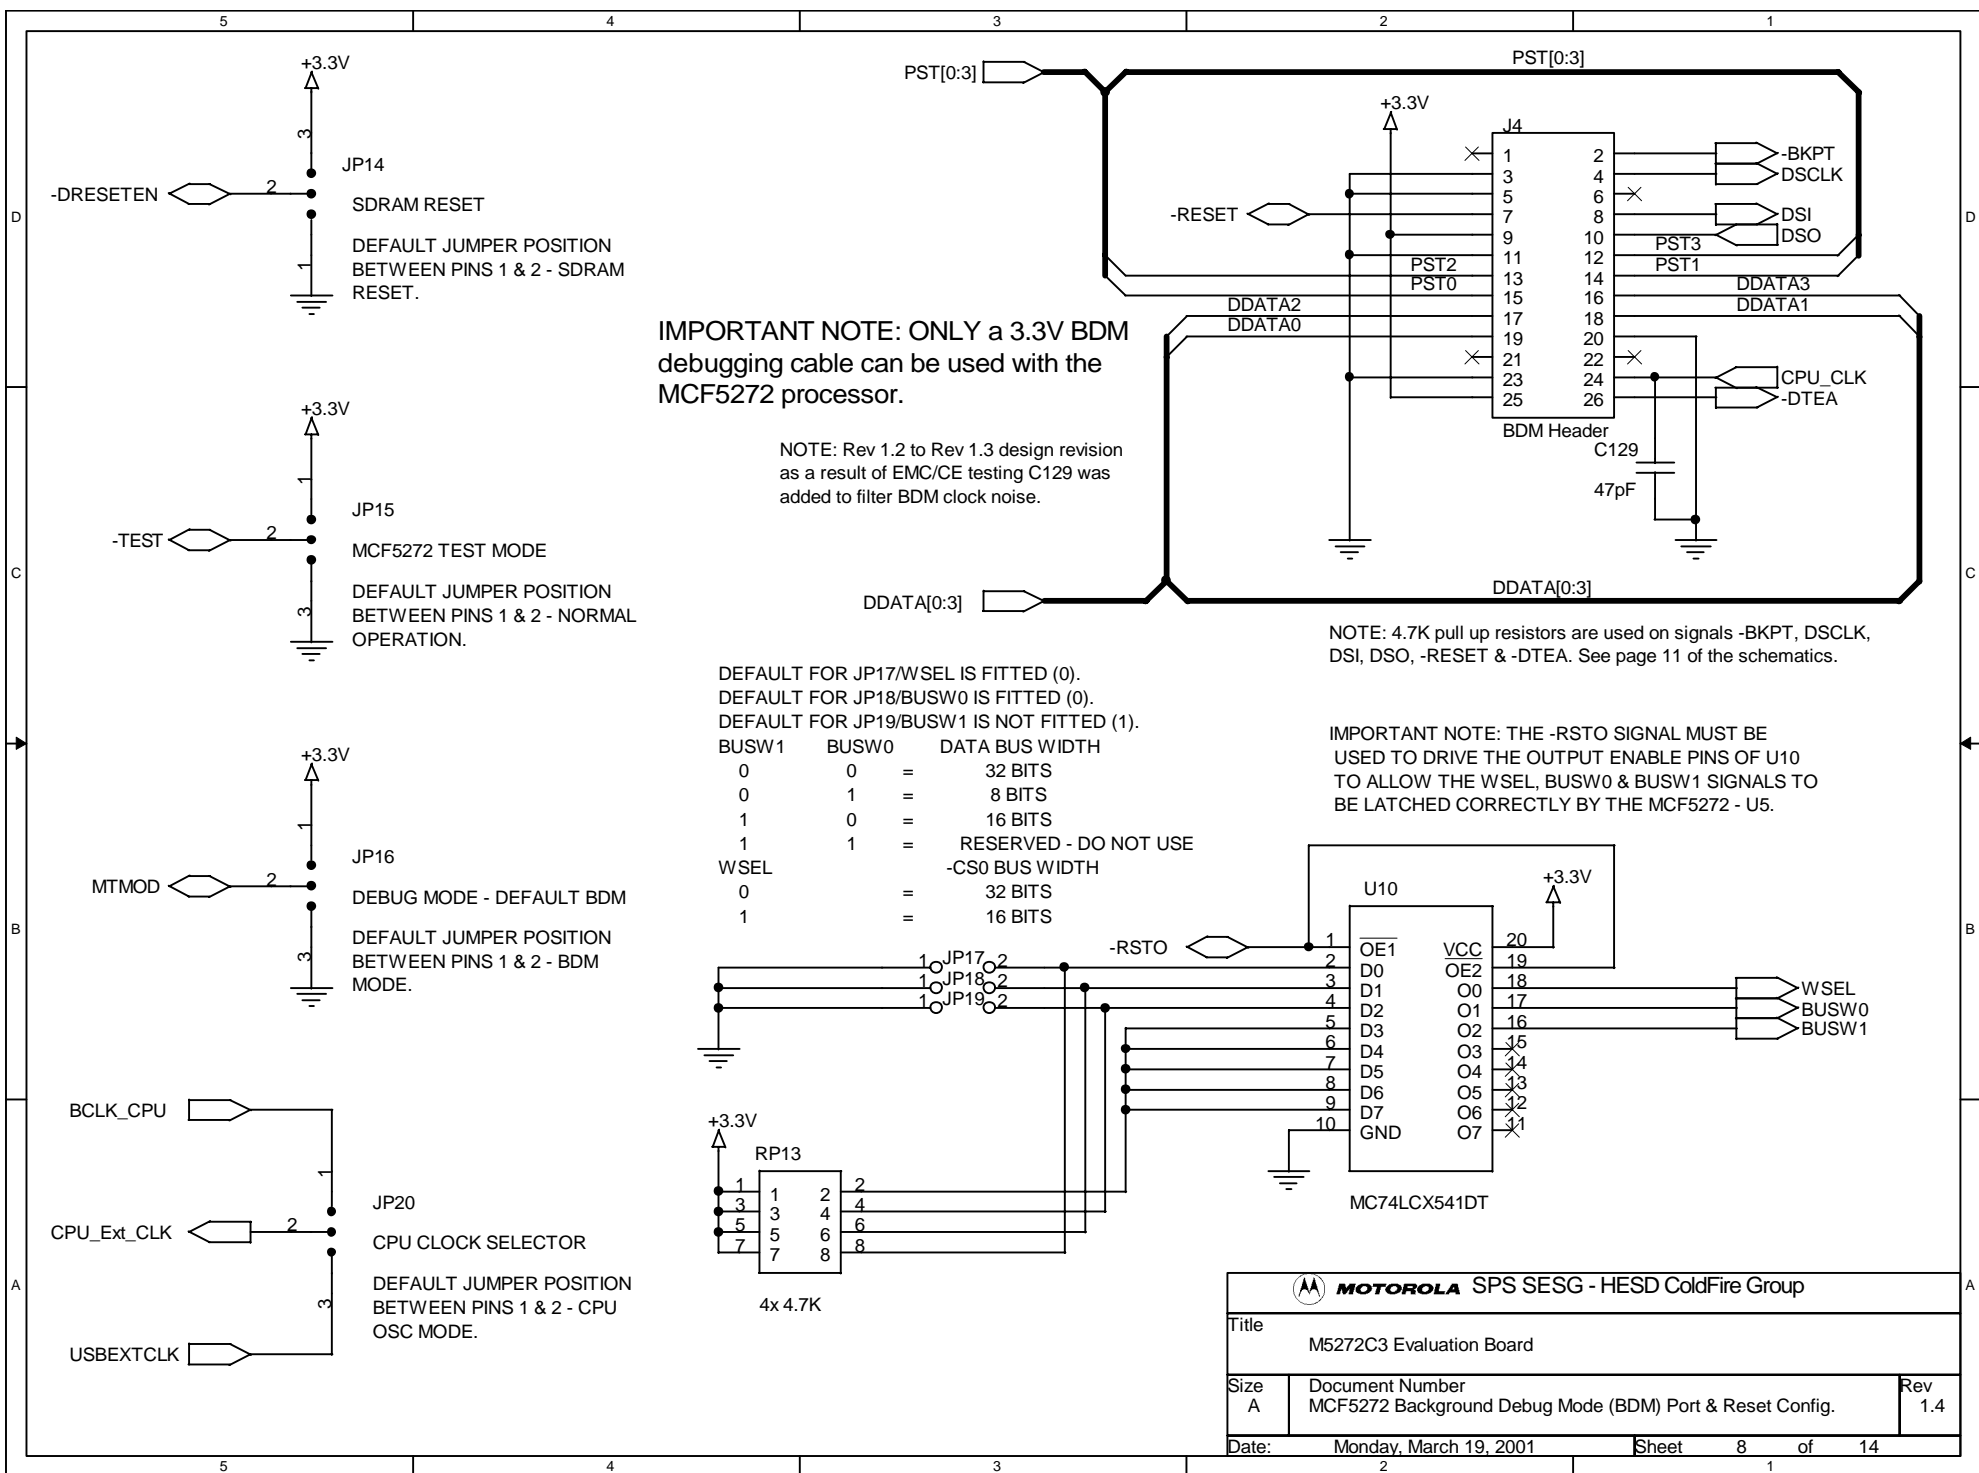 5 4 3 2 1
D
C
B
A
+3.3V
3
JP14
-DRESETEN
2
SDRAM RESET
DEFAULT JUMPER POSITION
BETWEEN PINS 1 & 2 - SDRAM
RESET.
1
+3.3V
1
JP15
-TEST
2
MCF5272 TEST MODE
DEFAULT JUMPER POSITION
BETWEEN PINS 1 & 2 - NORMAL
OPERATION.
3
+3.3V
1
JP16
MTMOD
2
DEBUG MODE - DEFAULT BDM
DEFAULT JUMPER POSITION
BETWEEN PINS 1 & 2 - BDM
MODE.
3
BCLK_CPU
1
JP20
CPU_Ext_CLK
2
CPU CLOCK SELECTOR
DEFAULT JUMPER POSITION
BETWEEN PINS 1 & 2 - CPU
OSC MODE.
3
USBEXTCLK
PST[0:3]
PST[0:3]
+3.3V
J4
1 2 -BKPT
3 4 DSCLK
5 6
-RESET 7 8 DSI
9 10 DSO
PST3
11 12
PST2 PST1
13 14
PST0 DDATA3
15 16
DDATA2 DDATA1
17 18
DDATA0
19 20
21 22
23 24 CPU_CLK
25 26 -DTEA
BDM Header
C129
47pF
IMPORTANT NOTE: ONLY a 3.3V BDM
debugging cable can be used with the
MCF5272 processor.
NOTE: Rev 1.2 to Rev 1.3 design revision
as a result of EMC/CE testing C129 was
added to filter BDM clock noise.
DDATA[0:3]
DDATA[0:3]
NOTE: 4.7K pull up resistors are used on signals -BKPT, DSCLK,
DSI, DSO, -RESET & -DTEA. See page 11 of the schematics.
DEFAULT FOR JP17/WSEL IS FITTED (0).
DEFAULT FOR JP18/BUSW0 IS FITTED (0).
DEFAULT FOR JP19/BUSW1 IS NOT FITTED (1).
BUSW1 BUSW0 DATA BUS WIDTH
0 0 = 32 BITS
0 1 = 8 BITS
1 0 = 16 BITS
1 1 = RESERVED - DO NOT USE
WSEL -CS0 BUS WIDTH
0 = 32 BITS
1 = 16 BITS
IMPORTANT NOTE: THE -RSTO SIGNAL MUST BE
USED TO DRIVE THE OUTPUT ENABLE PINS OF U10
TO ALLOW THE WSEL, BUSW0 & BUSW1 SIGNALS TO
BE LATCHED CORRECTLY BY THE MCF5272 - U5.
U10
+3.3V
-RSTO
1 JP17 2
1 JP18 2
1 JP19 2
1 OE1 VCC 20
2 D0 OE2 19
3 D1 O0 18 WSEL
4 D2 O1 17 BUSW0
5 D3 O2 16 BUSW1
6 D4 O3 15
7 D5 O4 14
8 D6 O5 13
9 D7 O6 12
10 GND O7 11
MC74LCX541DT
+3.3V
RP13
1 1 2 2
3 3 4 4
5 5 6 6
7 7 8 8
4x 4.7K
MOTOROLA SPS SESG - HESD ColdFire Group
Title
M5272C3 Evaluation Board
Size
A
Document Number
MCF5272 Background Debug Mode (BDM) Port & Reset Config.
Rev
1.4
Date: Monday, March 19, 2001 Sheet 8 of 14
D
C
B
A
5 4 3 2 1